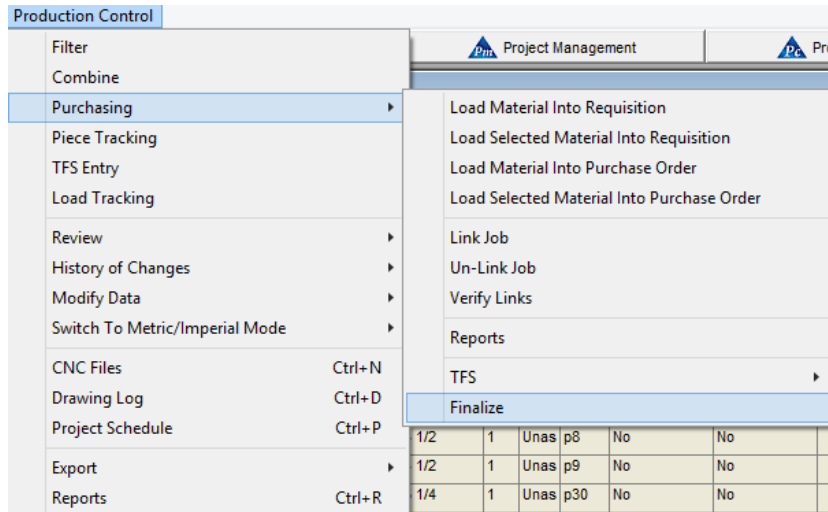 Production Control
Filter
Combine
Purchasing
Piece Tracking
TFS Entry
Load Tracking
Review
History of Changes
Modify Data
Switch To Metric/Imperial Mode
CNC Files Ctrl+N
Drawing Log Ctrl+D
Project Schedule Ctrl+P
Export
Reports Ctrl+R
Pm Project Management
Pc
Load Material Into Requisition
Load Selected Material Into Requisition
Load Material Into Purchase Order
Load Selected Material Into Purchase Order
Link Job
Un-Link Job
Verify Links
Reports
TFS
Finalize
1/2 1 Unas p8 No No
1/2 1 Unas p9 No No
1/4 1 Unas p30 No No